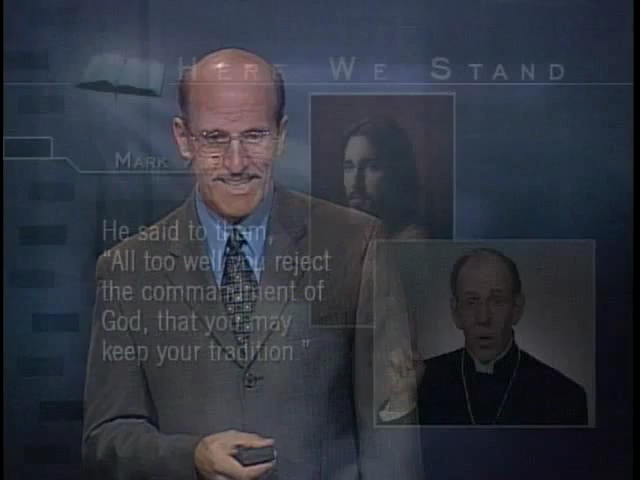 HERE WE STAND
MARK 7
He said to them,
"All too well you reject
the commandment of
God, that you may
keep your tradition."